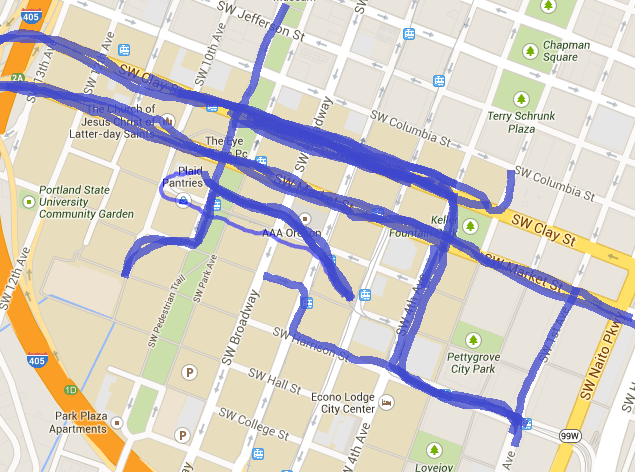 Museum
405
SW Jefferson St
SW 10th Ave
SW 13th Ave
Chapman
Square
2A
SW Clay
Terry Schrunk
Plaza
The Church of
Jesus Christ of
Latter-day Saints
SW Columbia St
SW Columbia St
The Eye
Plaid
Pantries
Portland State
University
Community Garden
AAA Oregon
Fountain
SW Clay St
SW Market St
SW 12th Ave
SW Pedestrian Trail
SW Park Ave
SW Broadway
SW 4th Ave
SW Naito Pkwy
SW Harrison St
Pettygrove
City Park
405
1D
P
SW Hall St
Econo Lodge
City Center
SW College St
Park Plaza
Apartments
P
SW 4th Ave
Ave
99W
Lovejoy